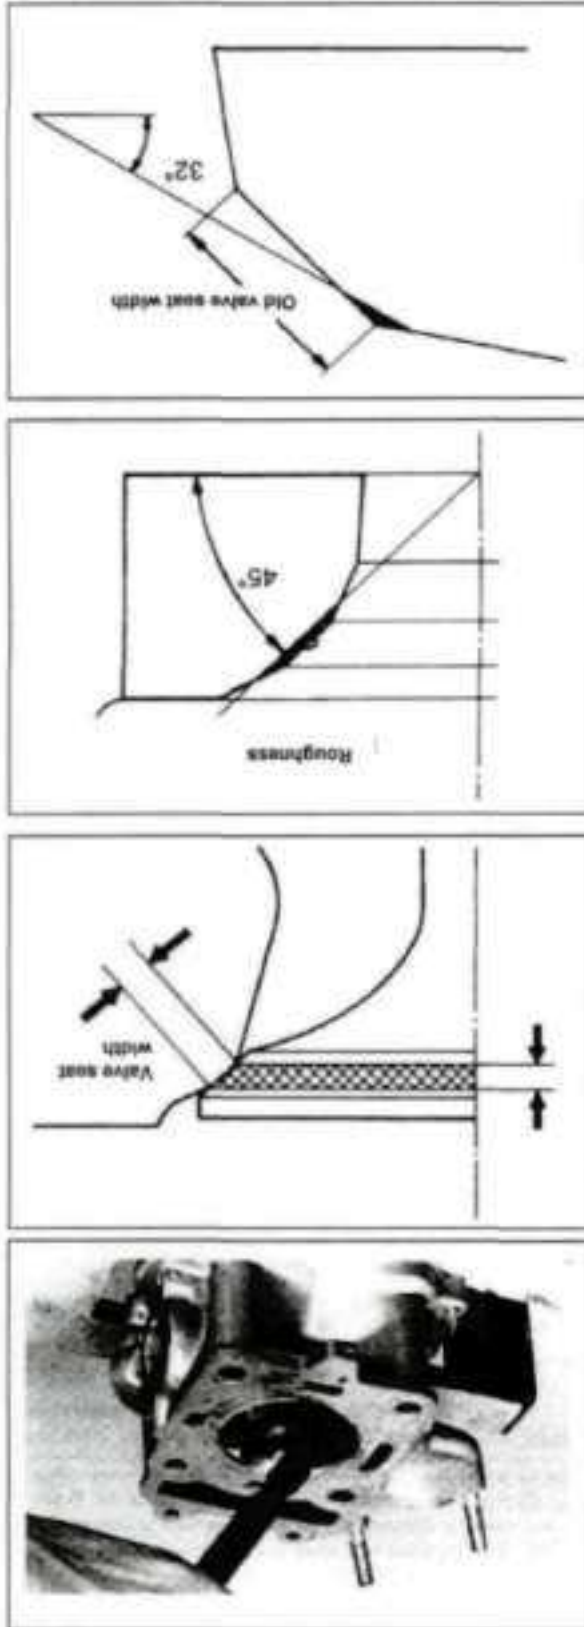 Valve seat
width
Roughness
45°
Old valve seat width
32°